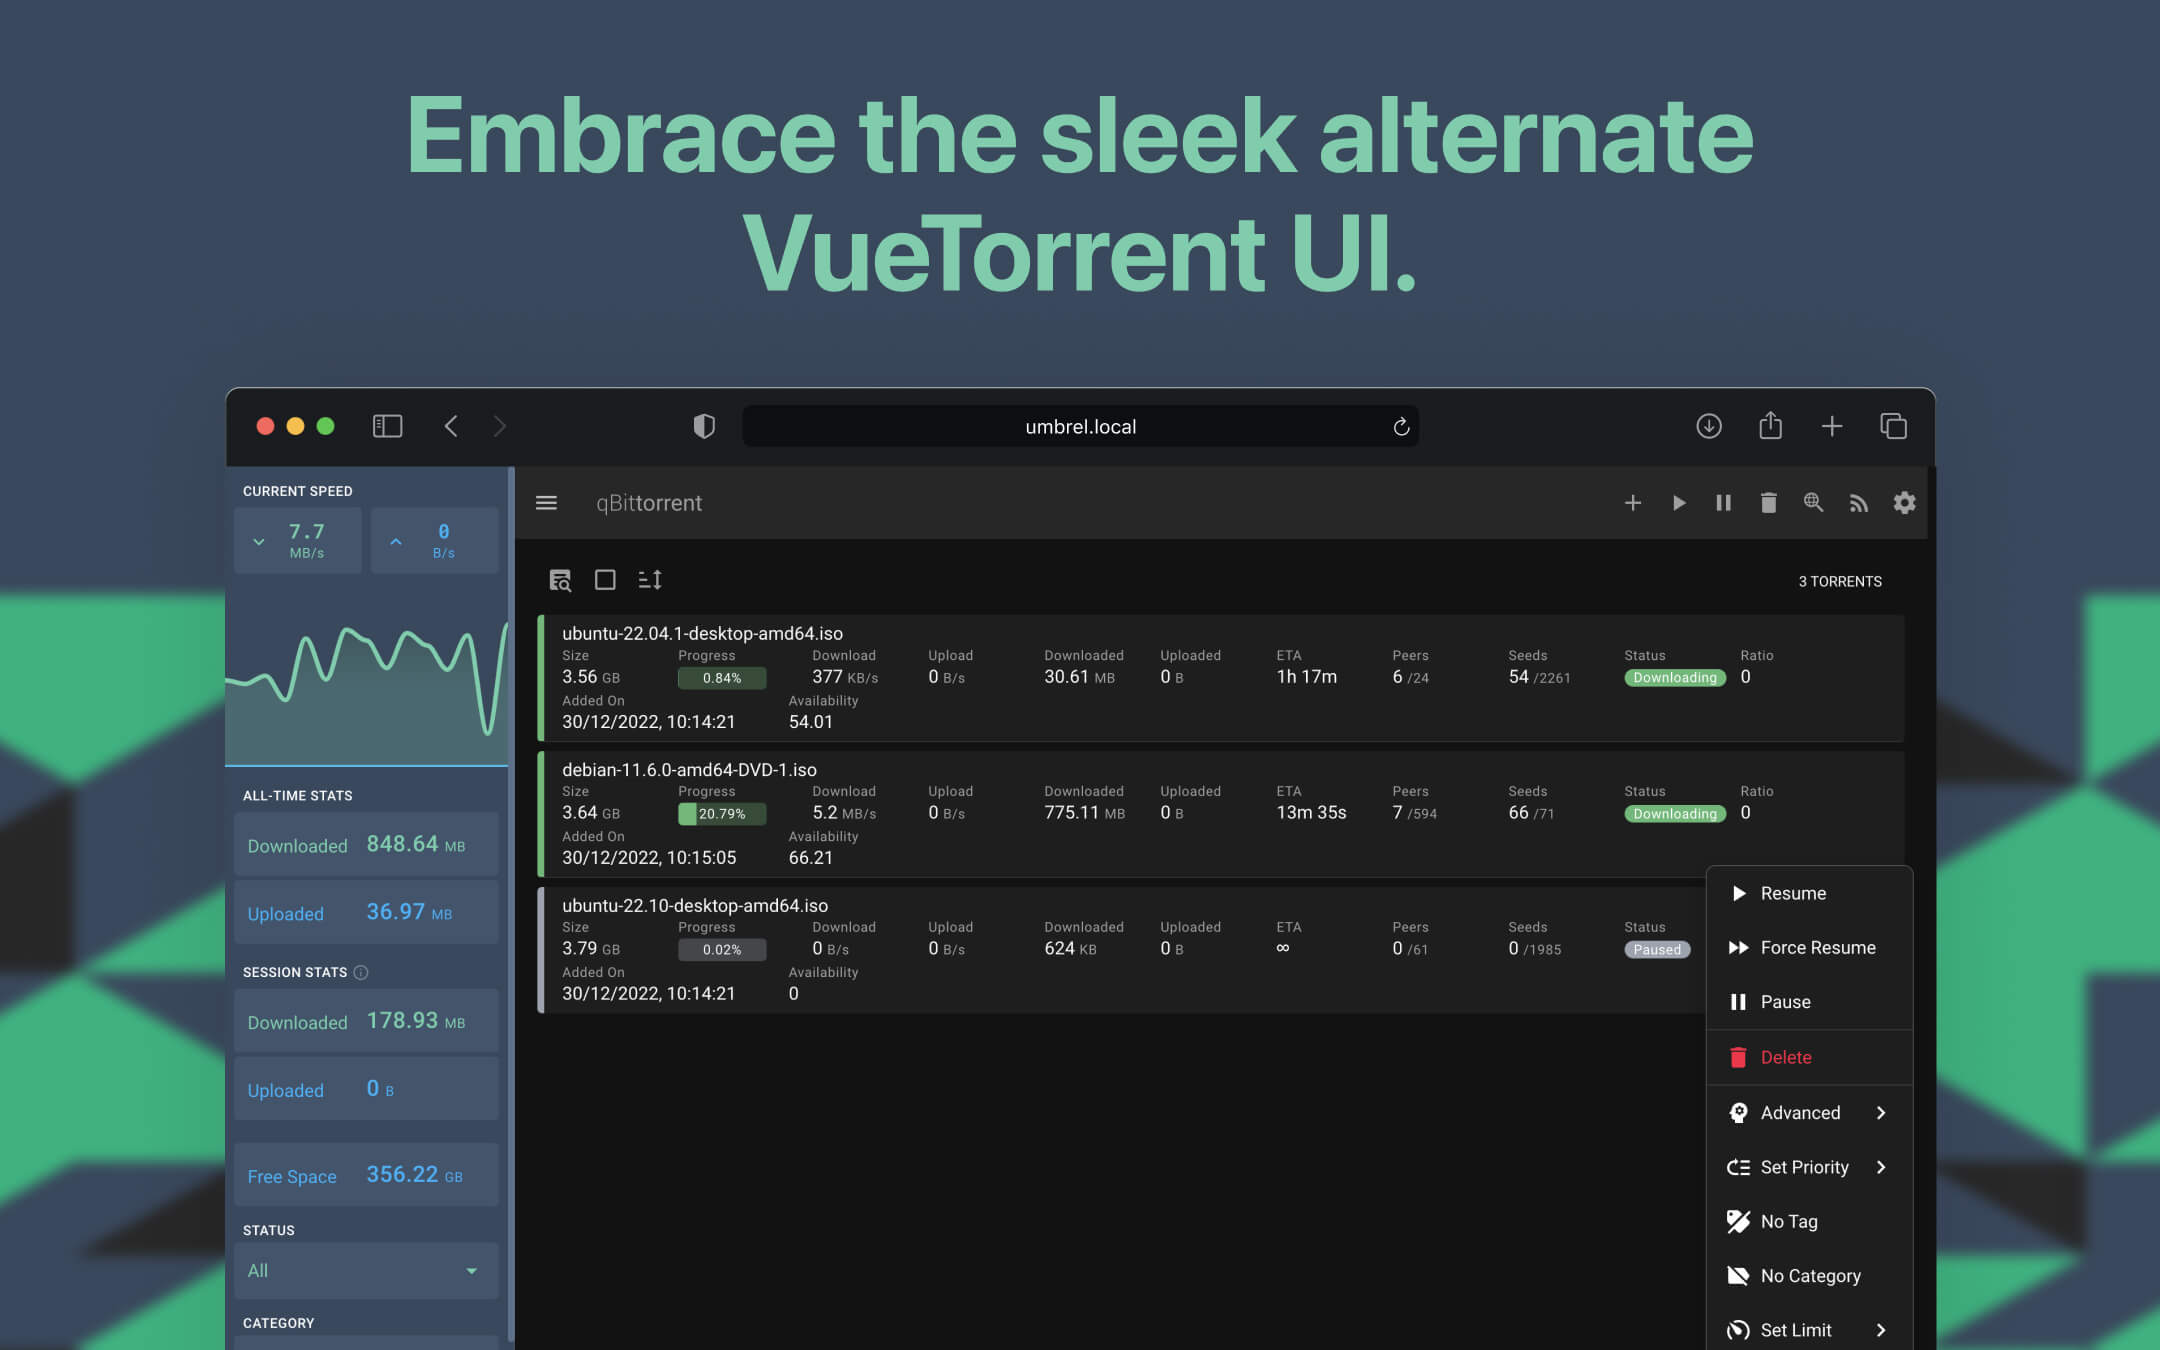 Embrace the sleek alternate
VueTorrent UI.
umbrel.local
CURRENT SPEED
7.7
MB/s
0
B/s
ALL-TIME STATS
Downloaded 848.64 MB
Uploaded 36.97 MB
SESSION STATS
Downloaded 178.93 MB
Uploaded 0 B
Free Space 356.22 GB
STATUS
All
CATEGORY
qBittorrent
3 TORRENTS
ubuntu-22.04.1-desktop-amd64.iso
Size Progress Download Upload Downloaded Uploaded ETA Peers Seeds Status Ratio
3.56 GB 0.84% 377 KB/s 0 B/s 30.61 MB 0 B 1h 17m 6 /24 54 /2261 Downloading 0
Added On Availability
30/12/2022, 10:14:21 54.01
debian-11.6.0-amd64-DVD-1.iso
Size Progress Download Upload Downloaded Uploaded ETA Peers Seeds Status Ratio
3.64 GB 20.79% 5.2 MB/s 0 B/s 775.11 MB 0 B 13m 35s 7 /594 66 /71 Downloading 0
Added On Availability
30/12/2022, 10:15:05 66.21
ubuntu-22.10-desktop-amd64.iso
Size Progress Download Upload Downloaded Uploaded ETA Peers Seeds Status
3.79 GB 0.02% 0 B/s 0 B/s 624 KB 0 B ∞ 0 /61 0 /1985 Paused
Added On Availability
30/12/2022, 10:14:21 0
Resume
Force Resume
Pause
Delete
Advanced
Set Priority
No Tag
No Category
Set Limit